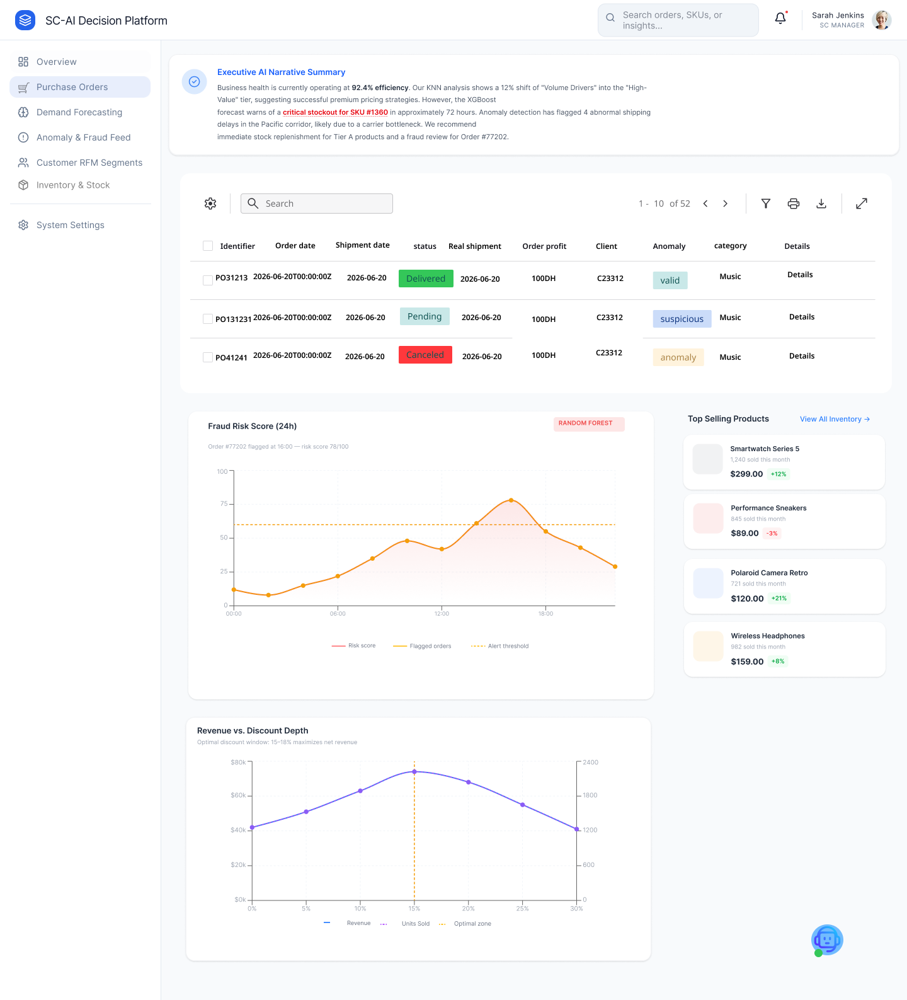 SC-AI Decision Platform
Search orders, SKUs, or
insights...
Sarah Jenkins
SC MANAGER
Overview
Purchase Orders
Demand Forecasting
Anomaly & Fraud Feed
Customer RFM Segments
Inventory & Stock
System Settings
Executive AI Narrative Summary
Business health is currently operating at 92.4% efficiency. Our KNN analysis shows a 12% shift of "Volume Drivers" into the "High-
Value" tier, suggesting successful premium pricing strategies. However, the XGBoost
forecast warns of a critical stockout for SKU #1360 in approximately 72 hours. Anomaly detection has flagged 4 abnormal shipping
delays in the Pacific corridor, likely due to a carrier bottleneck. We recommend
immediate stock replenishment for Tier A products and a fraud review for Order #77202.
Search
1 - 10 of 52
Identifier Order date Shipment date status Real shipment Order profit Client Anomaly category Details
PO31213 2026-06-20T00:00:00Z 2026-06-20 Delivered 2026-06-20 100DH C23312 valid Music Details
PO131231 2026-06-20T00:00:00Z 2026-06-20 Pending 2026-06-20 100DH C23312 suspicious Music Details
PO41241 2026-06-20T00:00:00Z 2026-06-20 Canceled 2026-06-20 100DH C23312 anomaly Music Details
Fraud Risk Score (24h)
RANDOM FOREST
Order #77202 flagged at 16:00 — risk score 78/100
100
75
50
25
0
00:00 06:00 12:00 18:00
Risk score Flagged orders Alert threshold
Top Selling Products
View All Inventory →
Smartwatch Series 5
1,240 sold this month
$299.00 +12%
Performance Sneakers
845 sold this month
$89.00 -3%
Polaroid Camera Retro
721 sold this month
$120.00 +21%
Wireless Headphones
982 sold this month
$159.00 +8%
Revenue vs. Discount Depth
Optimal discount window: 15–18% maximizes net revenue
$80k 2400
$60k 1800
$40k 1200
$20k 600
$0k 0
0% 5% 10% 15% 20% 25% 30%
Revenue Units Sold Optimal zone